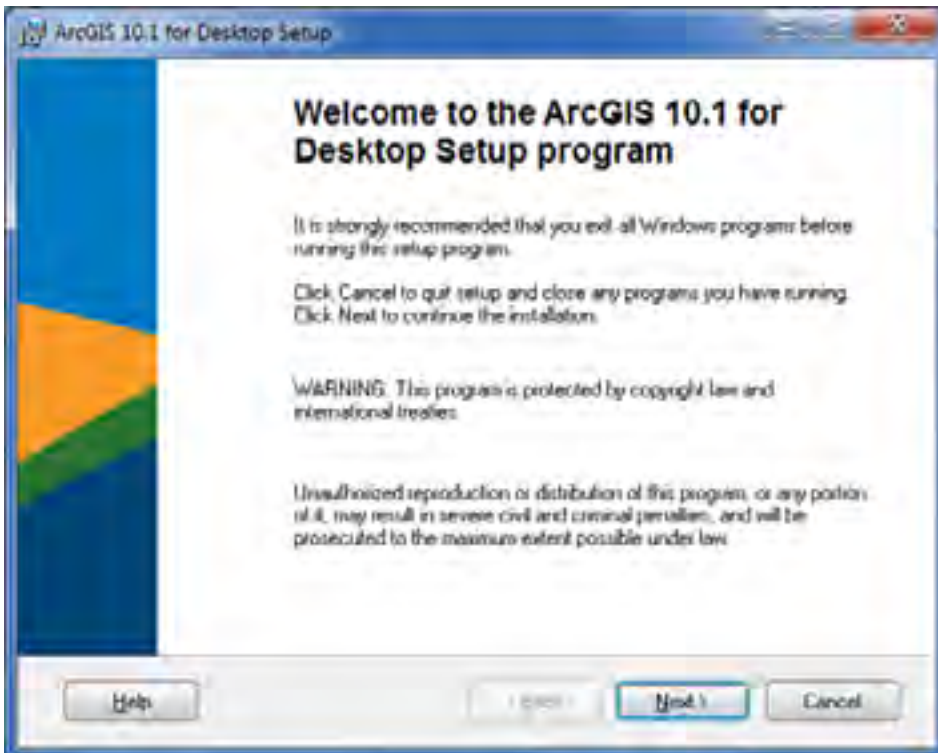 ArcGIS 10.1 for Desktop Setup
Welcome to the ArcGIS 10.1 for
Desktop Setup program
It is strongly recommended that you exit all Windows programs before
running this setup program.
Click Cancel to quit setup and close any programs you have running.
Click Next to continue the installation.
WARNING: This program is protected by copyright law and
international treaties.
Unauthorized reproduction or distribution of this program, or any portion
of it, may result in severe civil and criminal penalties, and will be
prosecuted to the maximum extent possible under law.
Help
< Back
Next >
Cancel